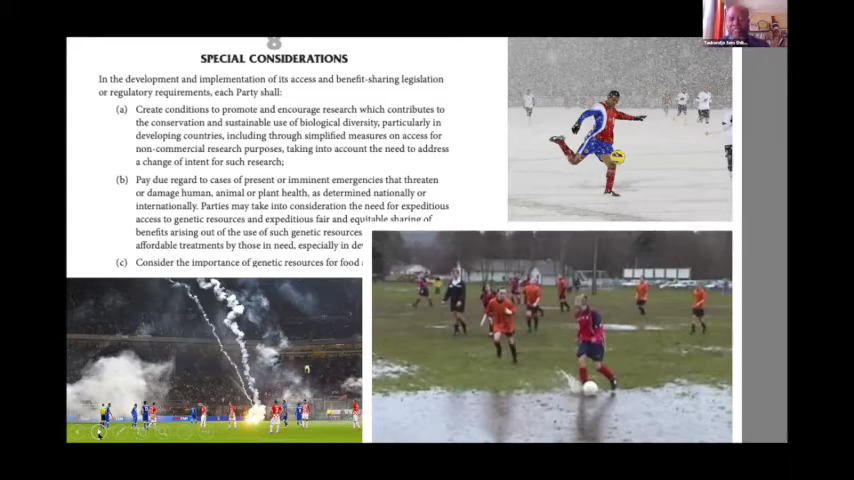 8
SPECIAL CONSIDERATIONS
In the development and implementation of its access and benefit-sharing legislation
or regulatory requirements, each Party shall:
(a) Create conditions to promote and encourage research which contributes to
the conservation and sustainable use of biological diversity, particularly in
developing countries, including through simplified measures on access for
non-commercial research purposes, taking into account the need to address
a change of intent for such research;
(b) Pay due regard to cases of present or imminent emergencies that threaten
or damage human, animal or plant health, as determined nationally or
internationally. Parties may take into consideration the need for expeditious
access to genetic resources and expeditious fair and equitable sharing of
benefits arising out of the use of such genetic resources
affordable treatments by those in need, especially in de
(c) Consider the importance of genetic resources for food